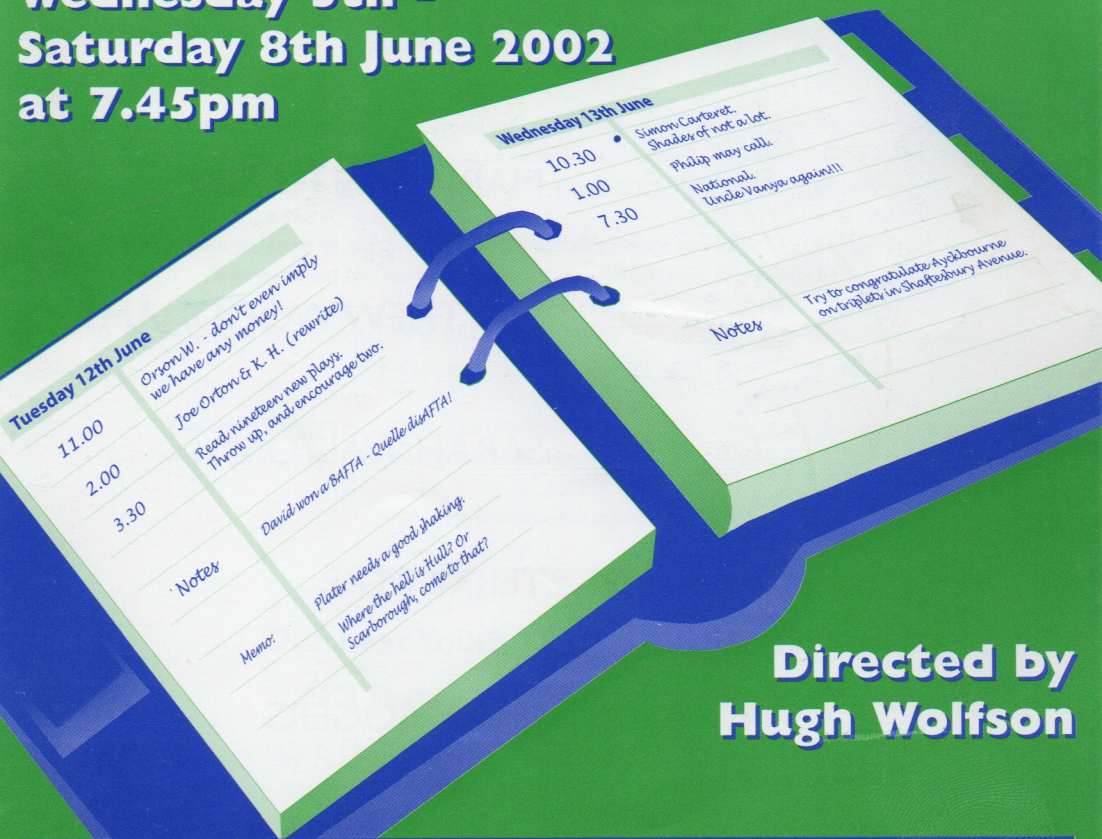 Wednesday 5th -
Saturday 8th June 2002
at 7.45pm
Tuesday 12th June
11.00
Orson W. - don't even imply
we have any money!
2.00
Joe Orton & K. H. (rewrite)
3.30
Read nineteen new plays.
Throw up, and encourage two.
Notes
David won a BAFTA - Quelle disAFTA!
Plater needs a good shaking.
Memo:
Where the hell is Hull? Or
Scarborough, come to that?
Wednesday 13th June
10.30
Simon Carteret.
Shades of not a lot.
1.00
Philip may call.
7.30
National.
Uncle Vanya again!!!
Notes
Try to congratulate Ayckbourne
on triplets in Shaftesbury Avenue.
Directed by
Hugh Wolfson